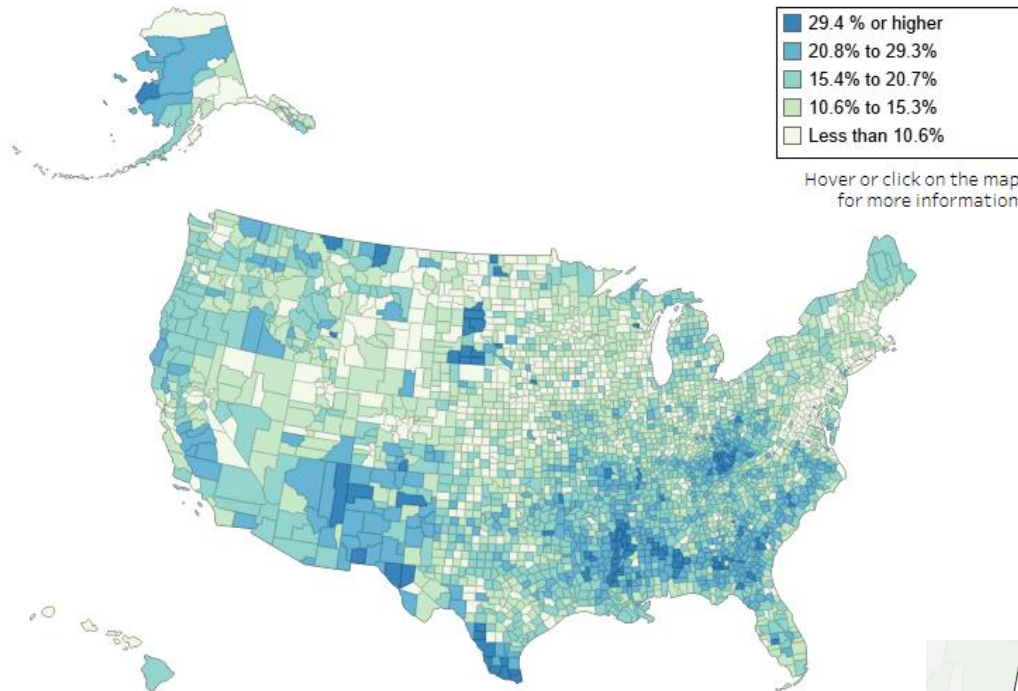 29.4 % or higher
20.8% to 29.3%
15.4% to 20.7%
10.6% to 15.3%
Less than 10.6%
Hover or click on the map
for more information